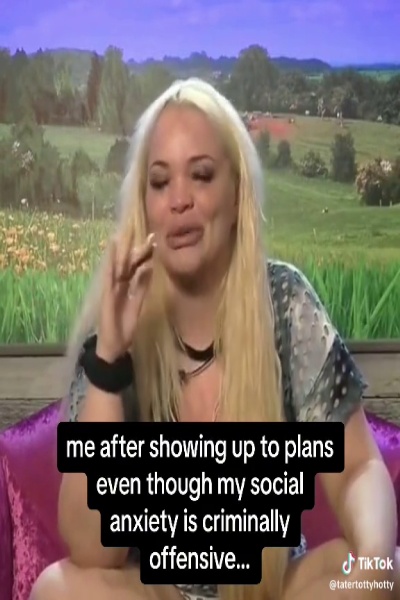 me after showing up to plans
even though my social
anxiety is criminally
offensive...
TikTok
@tatertottyhotty